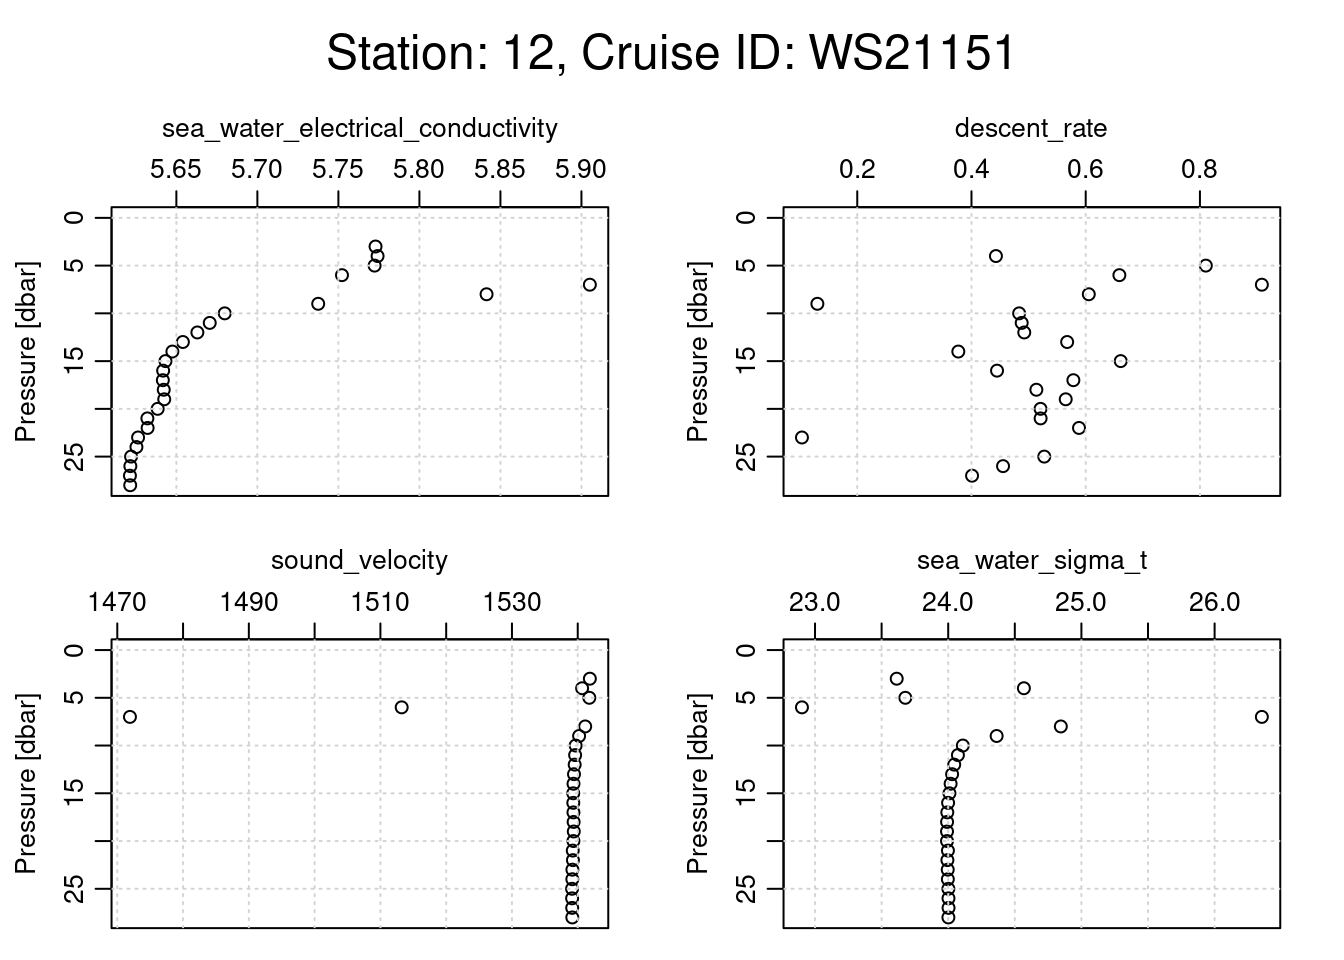 Station: 12, Cruise ID: WS21151
sea_water_electrical_conductivity
5.65 5.70 5.75 5.80 5.85 5.90
Pressure [dbar]
0
5
15
25
descent_rate
0.2 0.4 0.6 0.8
Pressure [dbar]
0
5
15
25
sound_velocity
1470 1490 1510 1530
Pressure [dbar]
0
5
15
25
sea_water_sigma_t
23.0 24.0 25.0 26.0
Pressure [dbar]
0
5
15
25